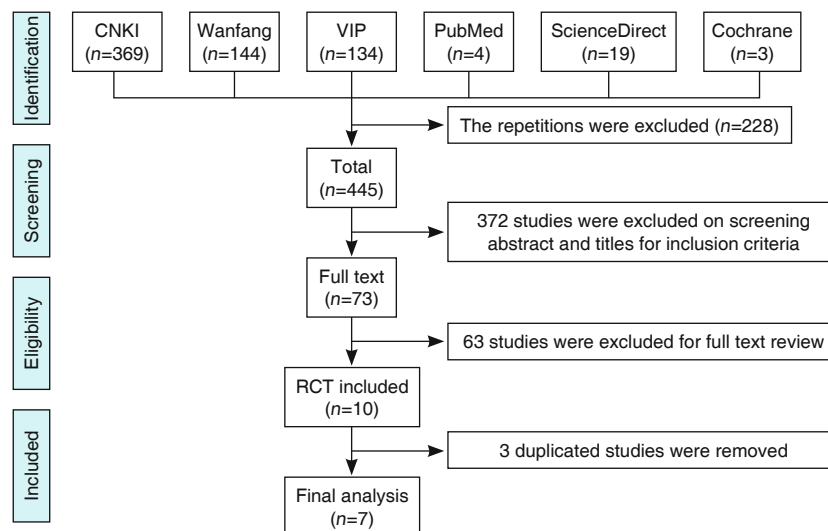 Identification
CNKI
(n=369)
Wanfang
(n=144)
VIP
(n=134)
PubMed
(n=4)
ScienceDirect
(n=19)
Cochrane
(n=3)
The repetitions were excluded (n=228)
Screening
Total
(n=445)
372 studies were excluded on screening
abstract and titles for inclusion criteria
Eligibility
Full text
(n=73)
63 studies were excluded for full text review
RCT included
(n=10)
Included
3 duplicated studies were removed
Final analysis
(n=7)